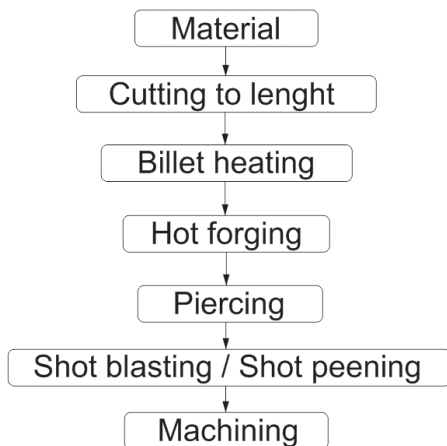 Material
Cutting to lenght
Billet heating
Hot forging
Piercing
Shot blasting / Shot peening
Machining